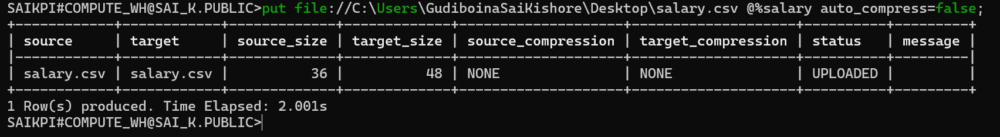 SAIKPI#COMPUTE_WH@SAI_K.PUBLIC>put file://C:\Users\GudiboinaSaiKishore\Desktop\salary.csv @%salary auto_compress=false;
+------------+------------+-------------+-------------+--------------------+--------------------+----------+---------+
| source     | target     | source_size | target_size | source_compression | target_compression | status   | message |
|------------+------------+-------------+-------------+--------------------+--------------------+----------+---------|
| salary.csv | salary.csv |          36 |          48 | NONE               | NONE               | UPLOADED |         |
+------------+------------+-------------+-------------+--------------------+--------------------+----------+---------+
1 Row(s) produced. Time Elapsed: 2.001s
SAIKPI#COMPUTE_WH@SAI_K.PUBLIC>